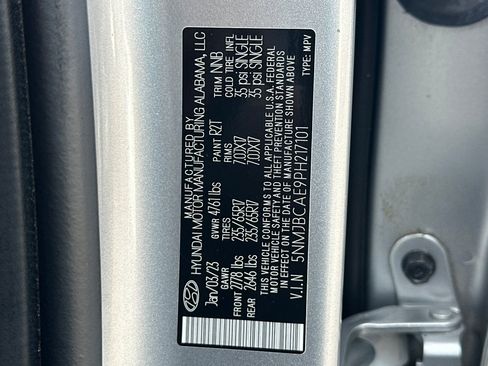 MANUFACTURED BY
HYUNDAI MOTOR MANUFACTURING ALABAMA, LLC
Jan/03/23 GVWR 4761 lbs PAINT R2T TRIM NNB
GAWR TIRES RIMS COLD TIRE INFL
FRONT 2778 lbs 235/65R17 7.0JX17 35 psi SINGLE
REAR 2646 lbs 235/65R17 7.0JX17 35 psi SINGLE
THIS VEHICLE CONFORMS TO ALL APPLICABLE U.S.A. FEDERAL
MOTOR VEHICLE SAFETY AND THEFT PREVENTION STANDARDS
IN EFFECT ON THE DATE OF MANUFACTURE SHOWN ABOVE
V.I.N 5NMJBCAE9PH217101 TYPE: MPV